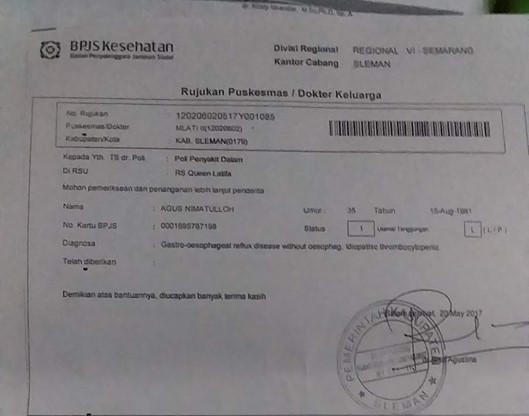 BPJS Kesehatan
Badan Penyelenggara Jaminan Sosial
Divisi Regional REGIONAL VI - SEMARANG
Kantor Cabang SLEMAN
Rujukan Puskesmas / Dokter Keluarga
No. Rujukan : 120206020517Y001085
Puskesmas/Dokter MLATI II(12020602)
Kabupaten/Kota KAB. SLEMAN(0179)
Kepada Yth. TS dr. Poli : Poli Penyakit Dalam
Di RSU : RS Queen Latifa
Mohon pemeriksaan dan penanganan lebih lanjut penderita
Nama : AGUS NIMATULLOH Umur : 35 Tahun 15-Aug-1981
No. Kartu BPJS : 0001695787198 Status 1 Utama/ Tanggungan L ( L / P )
Diagnosa : Gastro-oesophageal reflux disease without oesophag. Idiopathic thrombocytopenic
Telah diberikan :
Demikian atas bantuannya, diucapkan banyak terima kasih
20 May 2017
Agustina
PEMERINTAH KABUPATEN
SLEMAN